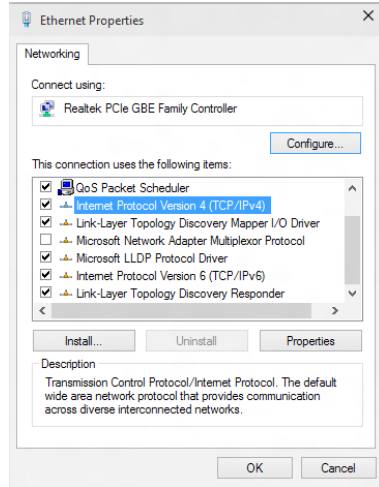 Ethernet Properties
Networking
Connect using:
Realtek PCIe GBE Family Controller
Configure...
This connection uses the following items:
QoS Packet Scheduler
Internet Protocol Version 4 (TCP/IPv4)
Link-Layer Topology Discovery Mapper I/O Driver
Microsoft Network Adapter Multiplexor Protocol
Microsoft LLDP Protocol Driver
Internet Protocol Version 6 (TCP/IPv6)
Link-Layer Topology Discovery Responder
Install... Uninstall Properties
Description
Transmission Control Protocol/Internet Protocol. The default
wide area network protocol that provides communication
across diverse interconnected networks.
OK Cancel